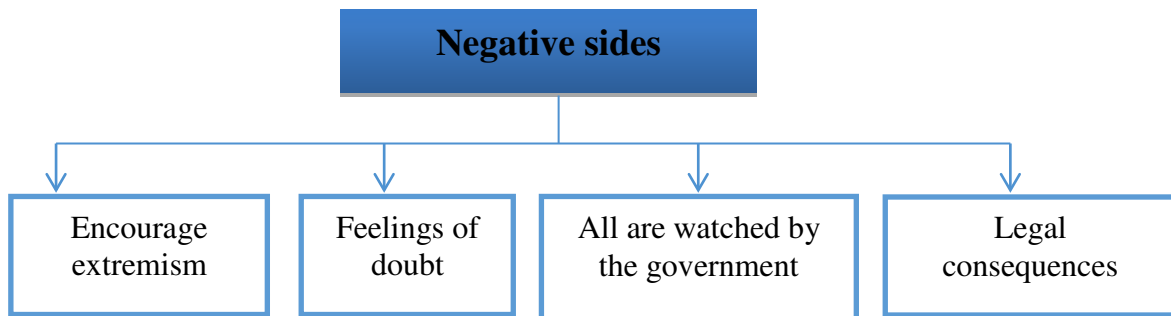 Negative sides
Encourage
extremism
Feelings of
doubt
All are watched by
the government
Legal
consequences